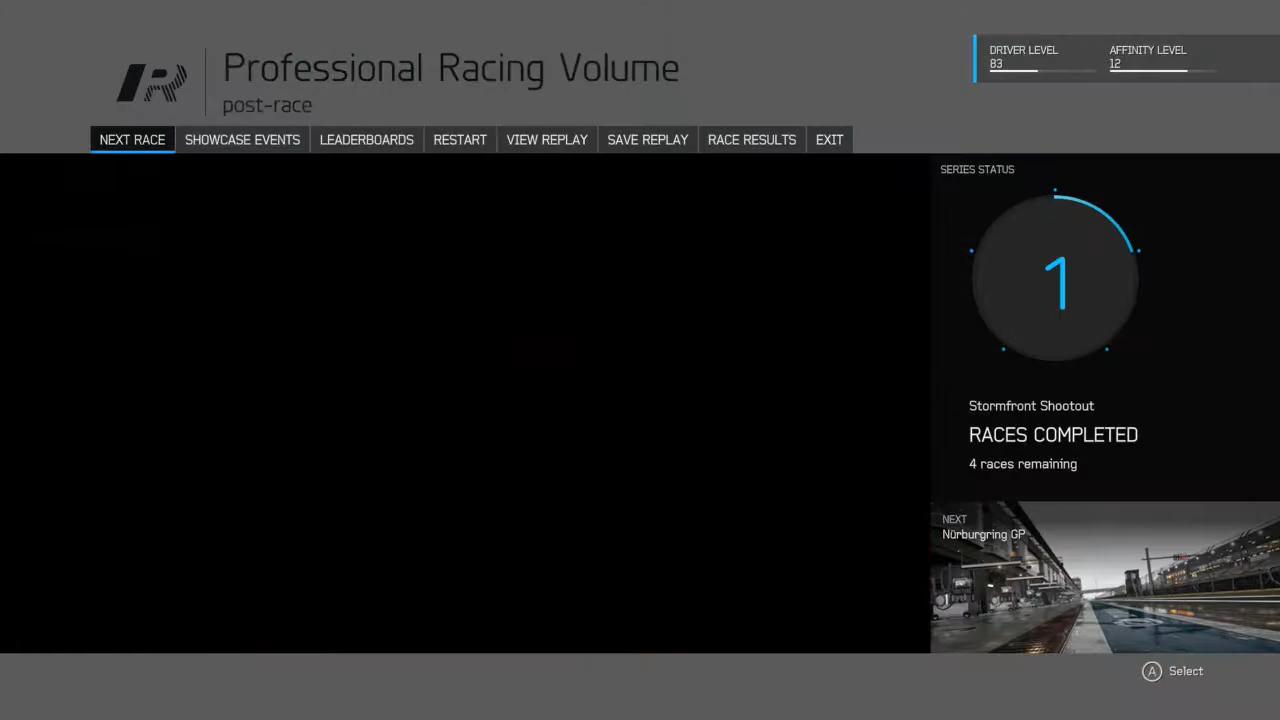 Professional Racing Volume
post-race
DRIVER LEVEL
83
AFFINITY LEVEL
12
NEXT RACE
SHOWCASE EVENTS
LEADERBOARDS
RESTART
VIEW REPLAY
SAVE REPLAY
RACE RESULTS
EXIT
SERIES STATUS
1
Stormfront Shootout
RACES COMPLETED
4 races remaining
NEXT
Nürburgring GP
A Select